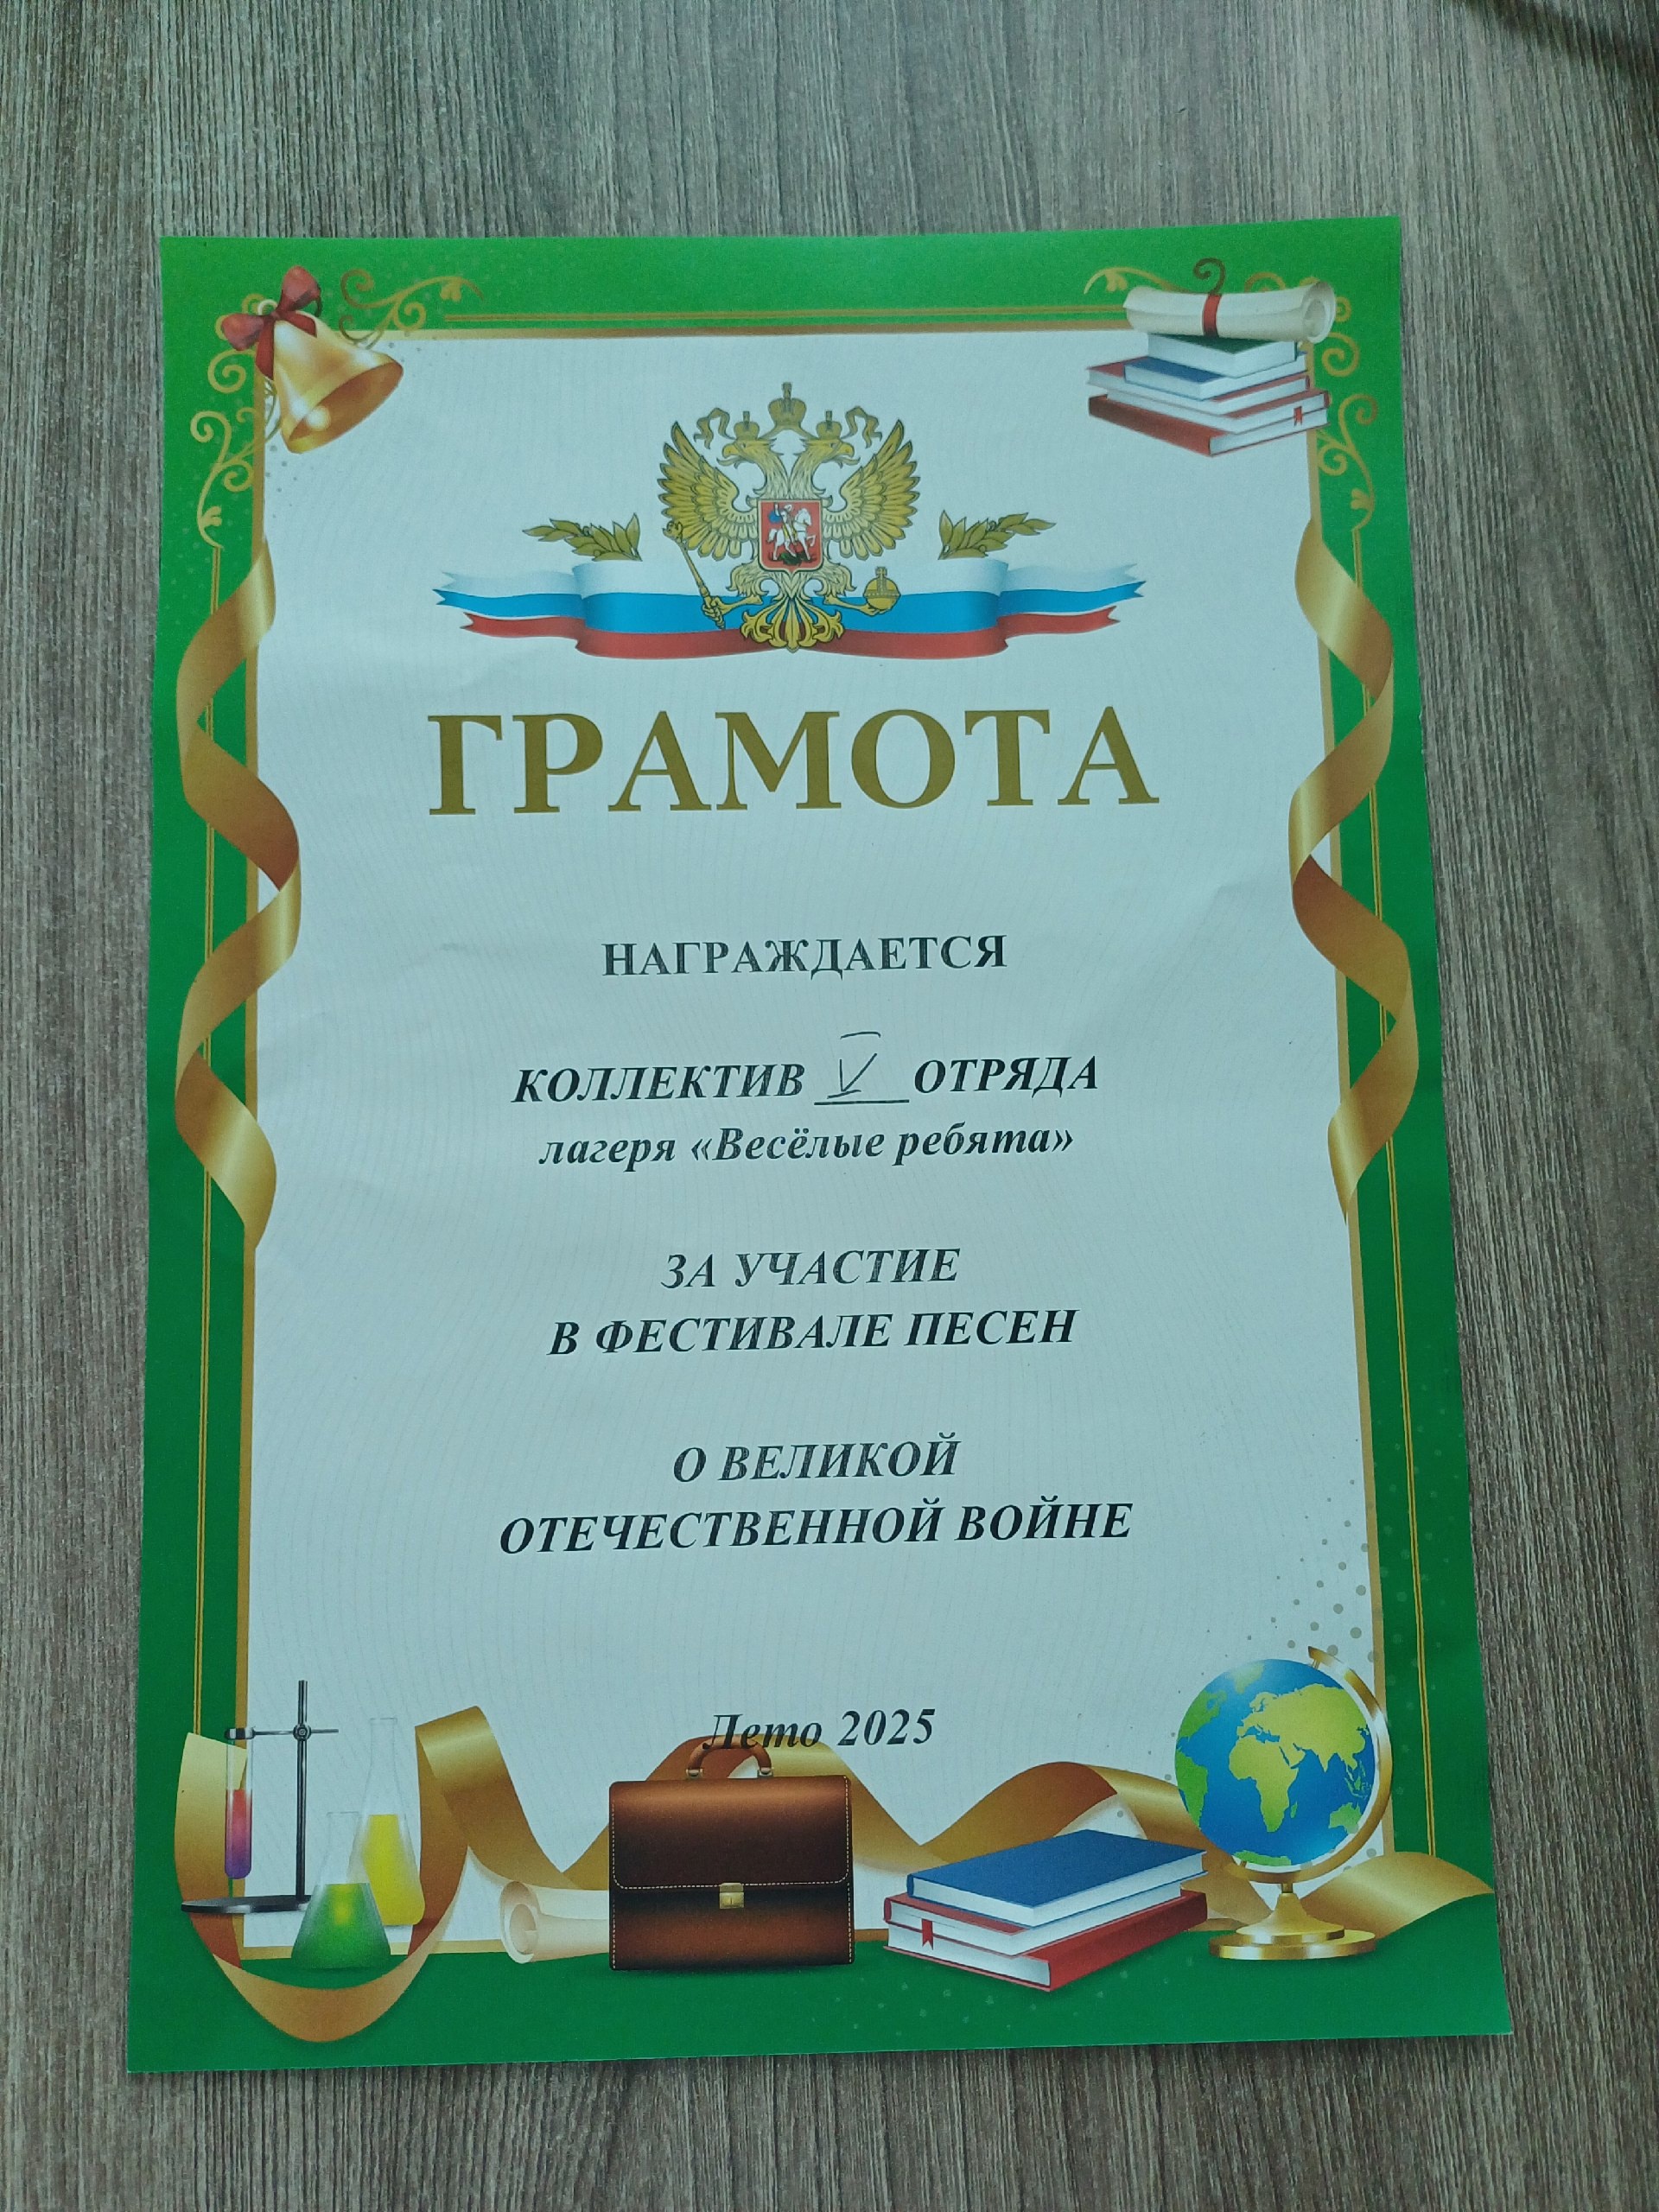 ГРАМОТА
НАГРАЖДАЕТСЯ
КОЛЛЕКТИВ V ОТРЯДА
лагеря «Весёлые ребята»
ЗА УЧАСТИЕ
В ФЕСТИВАЛЕ ПЕСЕН
О ВЕЛИКОЙ
ОТЕЧЕСТВЕННОЙ ВОЙНЕ
Лето 2025